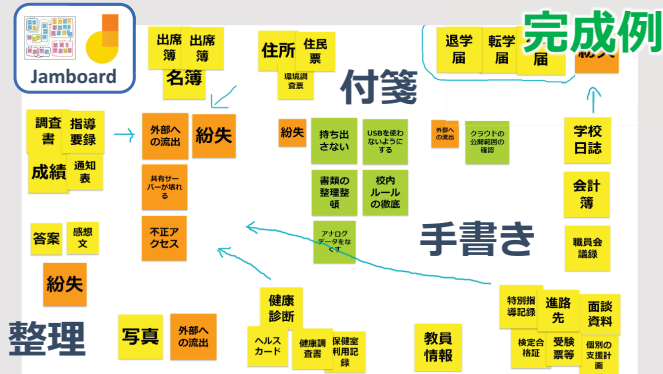 Jamboard
完成例
出席
簿
出席
簿
名簿
住所
住民
票
環境調
査票
退学
届
転学
届
届
付箋
調査
書
指導
要録
成績
通知
表
外部へ
の流出
紛失
共有サー
バーが壊れ
る
不正ア
クセス
紛失
持ち出
さない
USBを使わ
ないように
する
書類の
整理整
頓
校内
ルール
の徹底
アナログ
データをな
くす
外部へ
の流出
クラウドの
公開範囲の
確認
学校
日誌
会計
簿
職員会
議録
手書き
答案
感想
文
紛失
整理
写真
外部へ
の流出
健康
診断
ヘルス
カード
健康調
査書
保健室
利用記
録
教員
情報
特別指
導記録
進路
先
面談
資料
検定合
格証
受験
票等
個別の
支援計
画